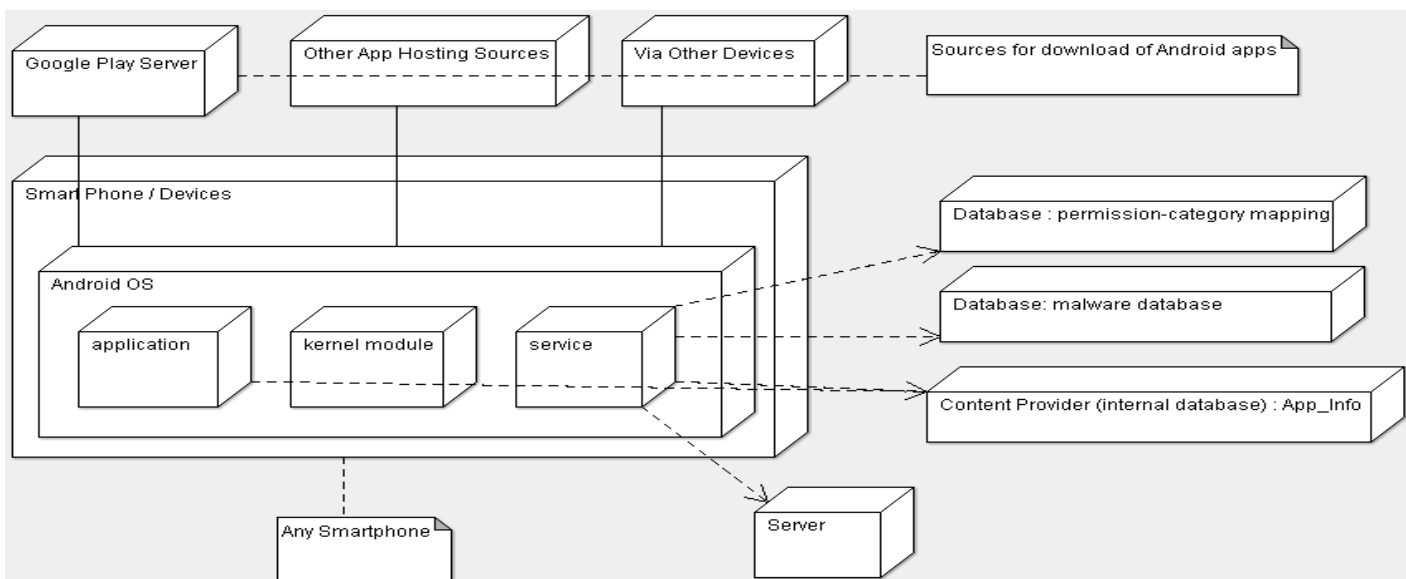 Google Play Server
Other App Hosting Sources
Via Other Devices
Sources for download of Android apps
Smart Phone / Devices
Android OS
application
kernel module
service
Database : permission-category mapping
Database: malware database
Content Provider (internal database) : App_Info
Server
Any Smartphone